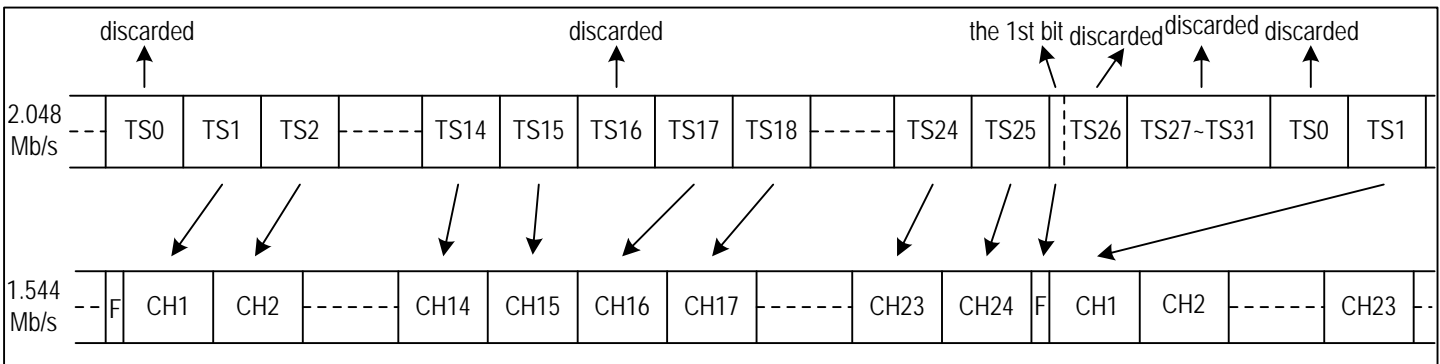 discarded discarded the 1st bit discarded discarded discarded
2.048 Mb/s TS0 TS1 TS2 TS14 TS15 TS16 TS17 TS18 TS24 TS25 TS26 TS27~TS31 TS0 TS1
1.544 Mb/s F CH1 CH2 CH14 CH15 CH16 CH17 CH23 CH24 F CH1 CH2 CH23